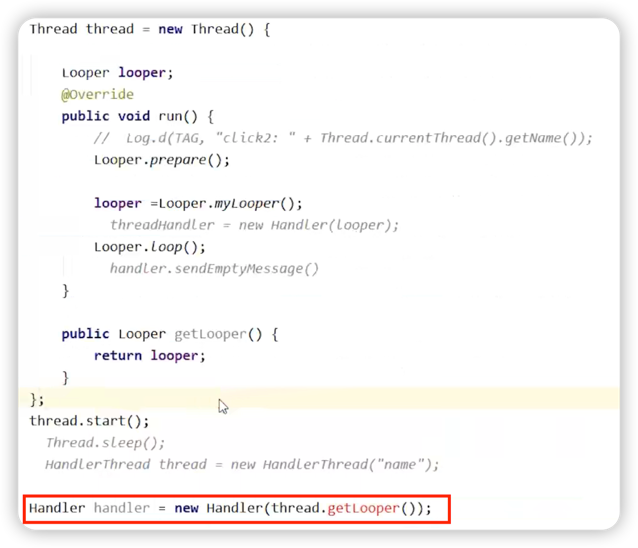 Thread thread = new Thread() {
Looper looper;
@Override
public void run() {
// Log.d(TAG, "click2: " + Thread.currentThread().getName());
Looper.prepare();
looper =Looper.myLooper();
threadHandler = new Handler(looper);
Looper.loop();
handler.sendEmptyMessage()
}
public Looper getLooper() {
return looper;
}
};
thread.start();
Thread.sleep();
HandlerThread thread = new HandlerThread("name");
Handler handler = new Handler(thread.getLooper());